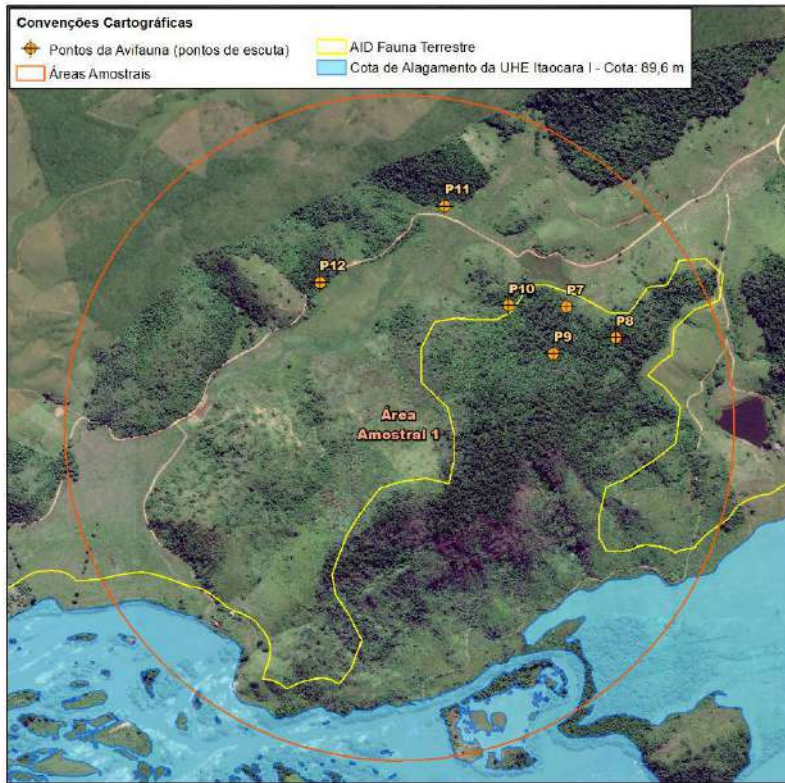 Convenções Cartográficas
Pontos da Avifauna (pontos de escuta)
AID Fauna Terrestre
Áreas Amostrais
Cota de Alagamento da UHE Itaocara I - Cota: 89,6 m
P11
P12
P10
P7
P8
P9
Área
Amostral 1